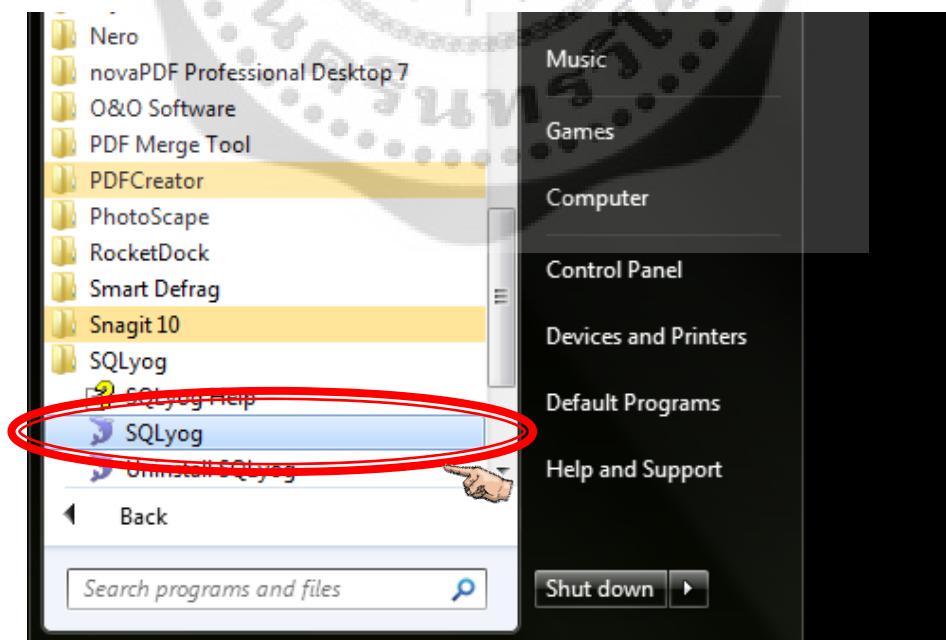 Nero
novaPDF Professional Desktop 7
O&O Software
PDF Merge Tool
PDFCreator
PhotoScape
RocketDock
Smart Defrag
Snagit 10
SQLyog
SQLyog Help
SQLyog
Uninstall SQLyog
Back
Search programs and files
Music
Games
Computer
Control Panel
Devices and Printers
Default Programs
Help and Support
Shut down